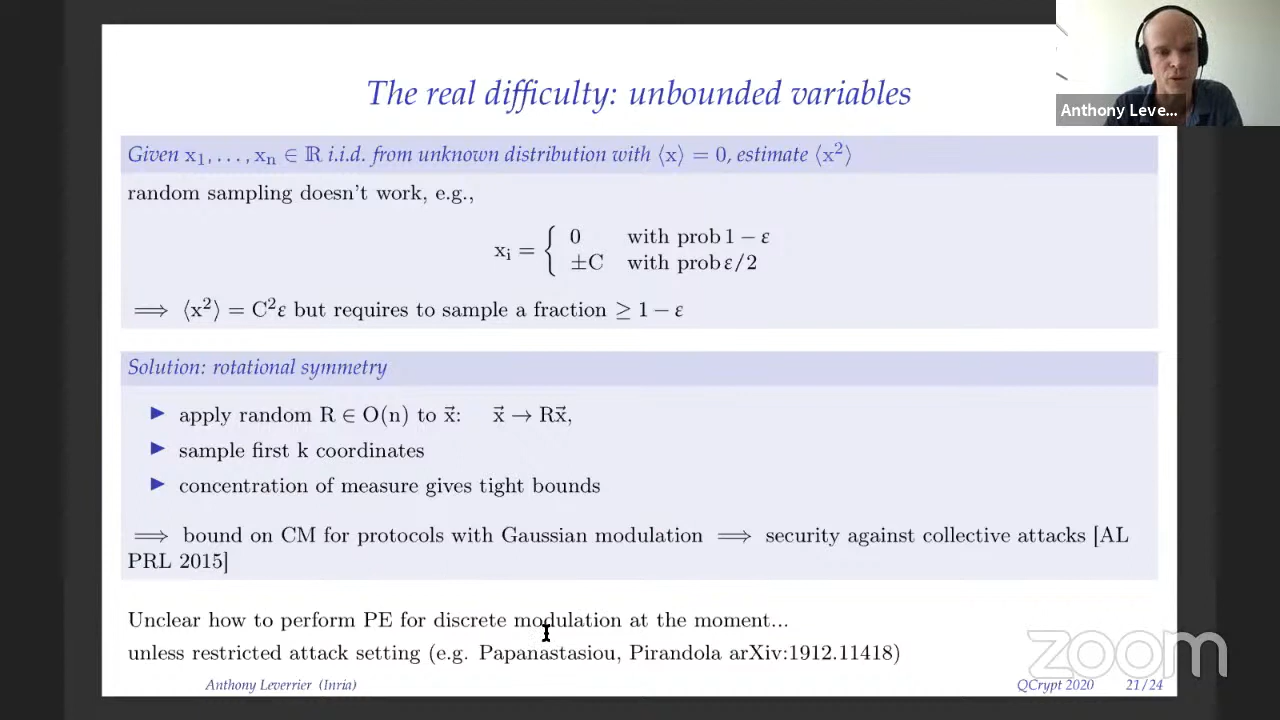 The real difficulty: unbounded variables
Anthony Leve...
Given x₁, . . . , xₙ ∈ ℝ i.i.d. from unknown distribution with ⟨x⟩ = 0, estimate ⟨x²⟩
random sampling doesn't work, e.g.,
xᵢ = { 0 with prob 1 − ε
±C with prob ε/2
⟹ ⟨x²⟩ = C²ε but requires to sample a fraction ≥ 1 − ε
Solution: rotational symmetry
▶ apply random R ∈ O(n) to x⃗: x⃗ → Rx⃗,
▶ sample first k coordinates
▶ concentration of measure gives tight bounds
⟹ bound on CM for protocols with Gaussian modulation ⟹ security against collective attacks [AL
PRL 2015]
Unclear how to perform PE for discrete modulation at the moment...
unless restricted attack setting (e.g. Papanastasiou, Pirandola arXiv:1912.11418)
zoom
Anthony Leverrier (Inria) QCrypt 2020 21/24